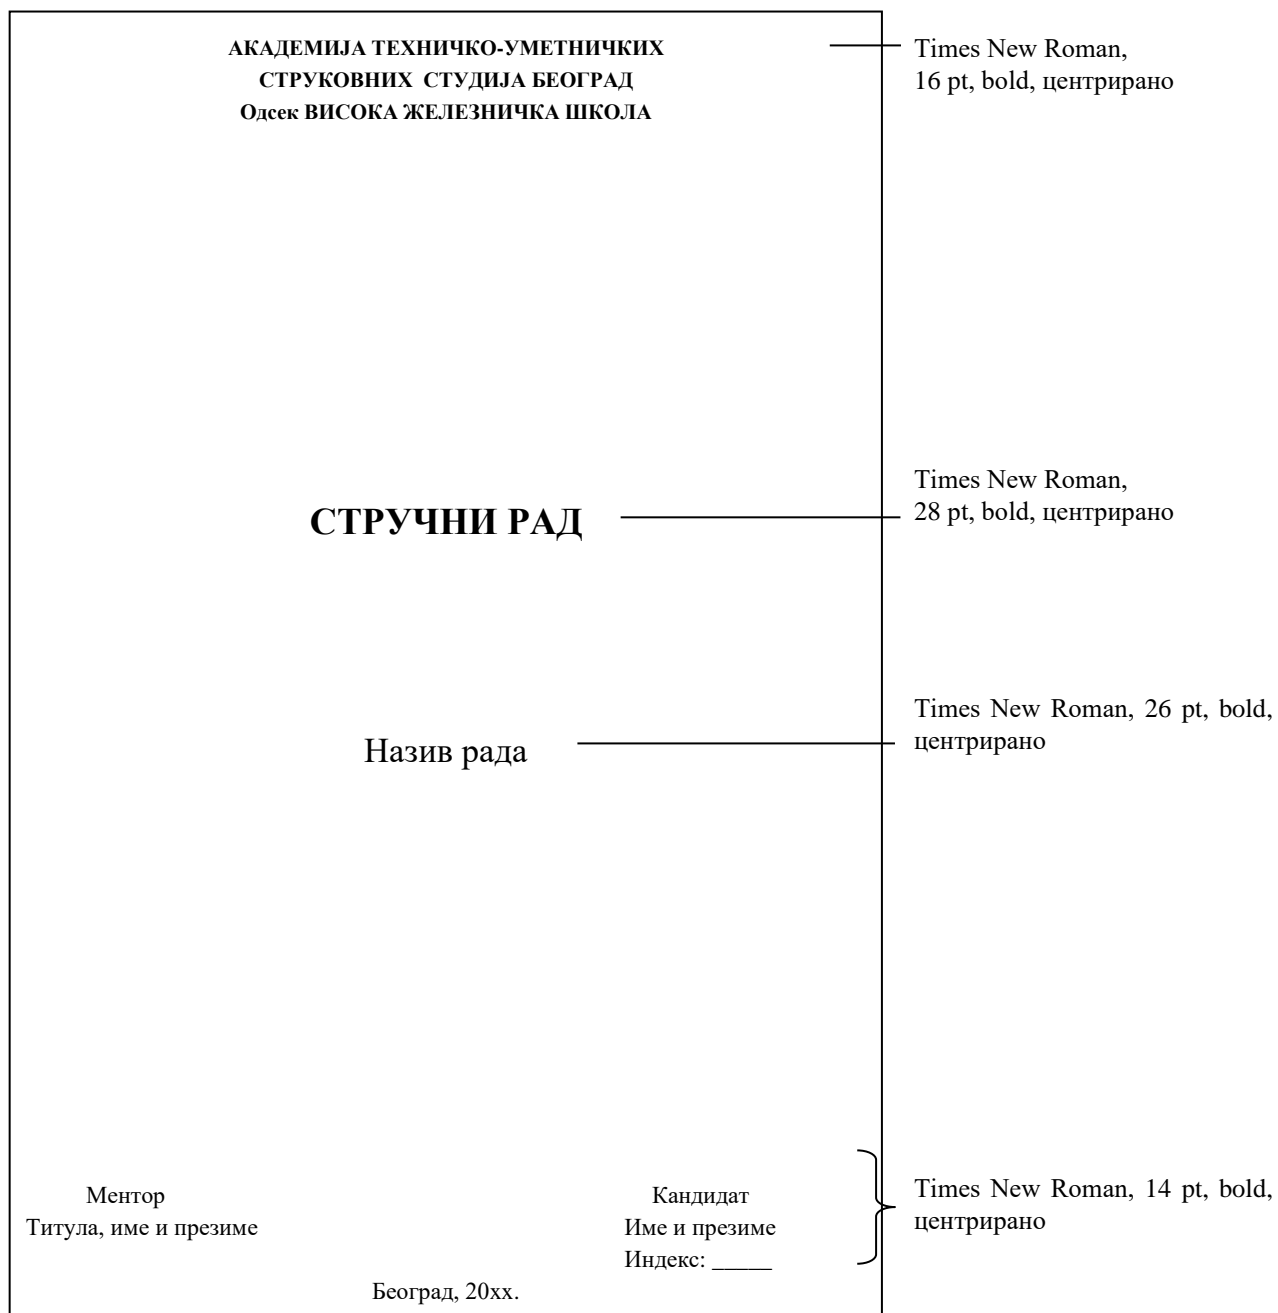 АКАДЕМИЈА ТЕХНИЧКО-УМЕТНИЧКИХ
СТРУКОВНИХ СТУДИЈА БЕОГРАД
Одсек ВИСОКА ЖЕЛЕЗНИЧКА ШКОЛА
Times New Roman,
16 pt, bold, центрирано
СТРУЧНИ РАД
Times New Roman,
28 pt, bold, центрирано
Назив рада
Times New Roman, 26 pt, bold,
центрирано
Ментор
Титула, име и презиме
Кандидат
Име и презиме
Индекс: _____
Times New Roman, 14 pt, bold,
центрирано
Београд, 20xx.